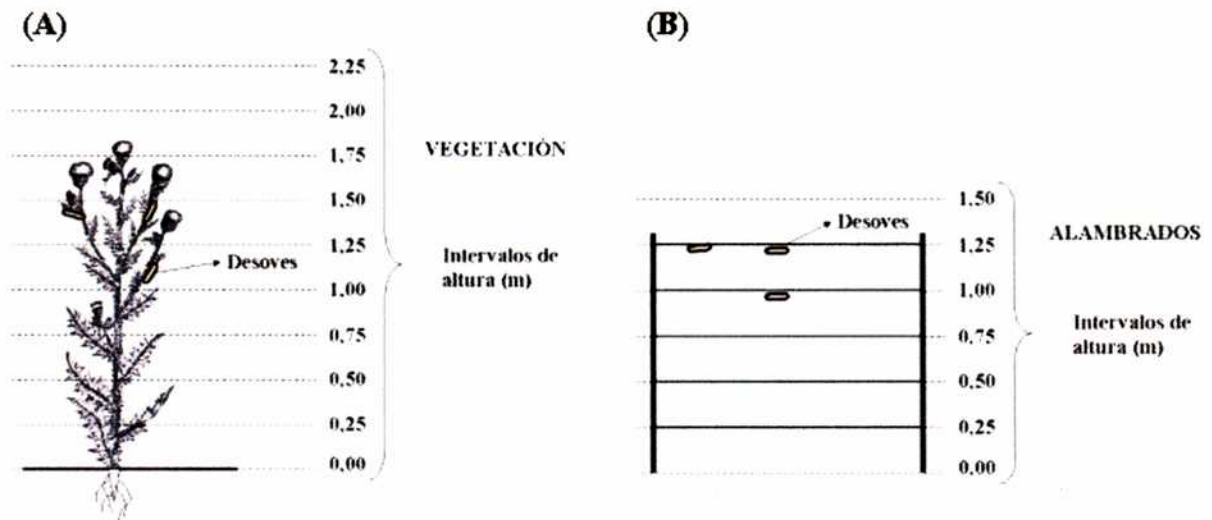 (A)
2,25
2,00
1,75
1,50
1,25
1,00
0,75
0,50
0,25
0,00
VEGETACIÓN
Desoves
Intervalos de
altura (m)
(B)
1,50
1,25
1,00
0,75
0,50
0,25
0,00
Desoves
ALAMBRADOS
Intervalos de
altura (m)